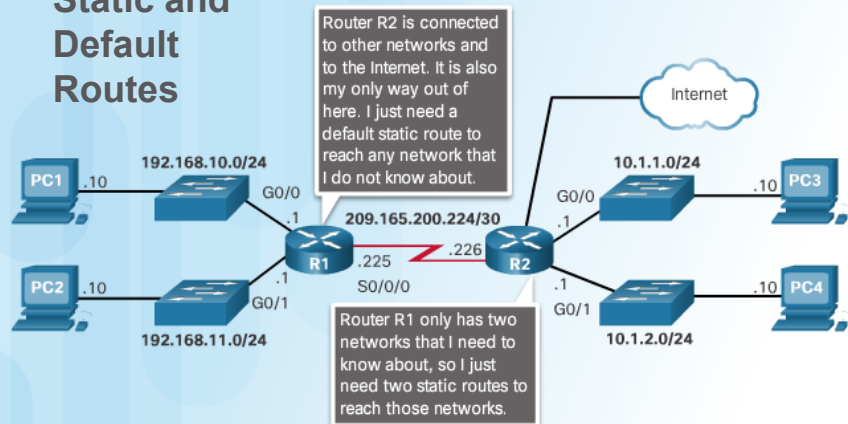 Static and
Default
Routes
Router R2 is connected
to other networks and
to the Internet. It is also
my only way out of
here. I just need a
default static route to
reach any network that
I do not know about.
Internet
192.168.10.0/24
10.1.1.0/24
PC1
.10
G0/0
.1
209.165.200.224/30
G0/0
.1
.10
PC3
R1
.225
S0/0/0
.226
R2
PC2
.10
.1
G0/1
192.168.11.0/24
.1
G0/1
.10
PC4
10.1.2.0/24
Router R1 only has two
networks that I need to
know about, so I just
need two static routes to
reach those networks.